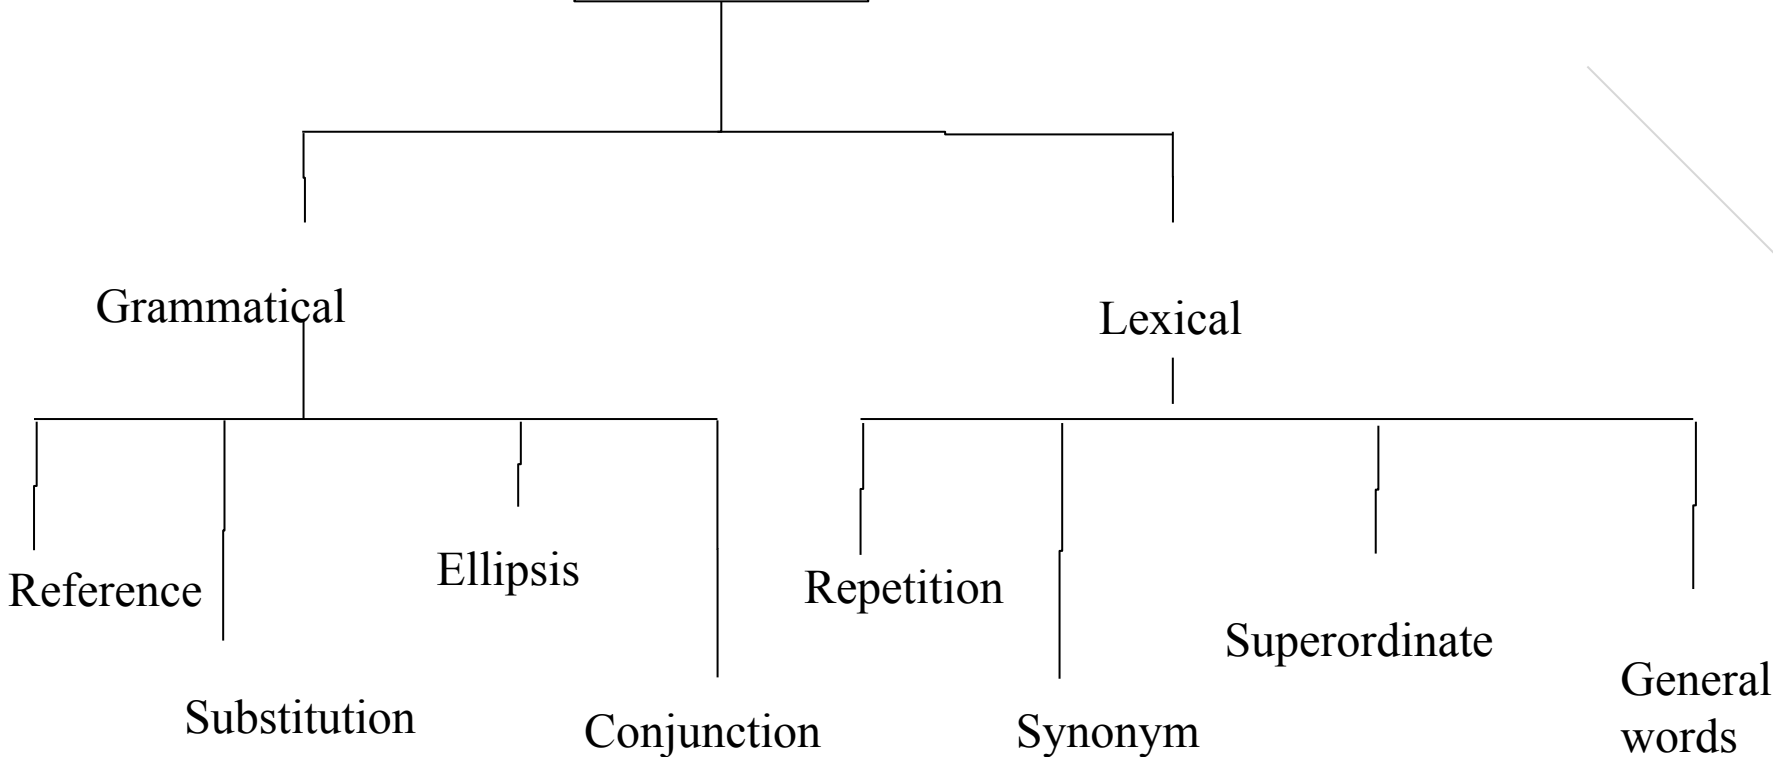 Grammatical
Lexical
Reference
Substitution
Ellipsis
Conjunction
Repetition
Synonym
Superordinate
General
words